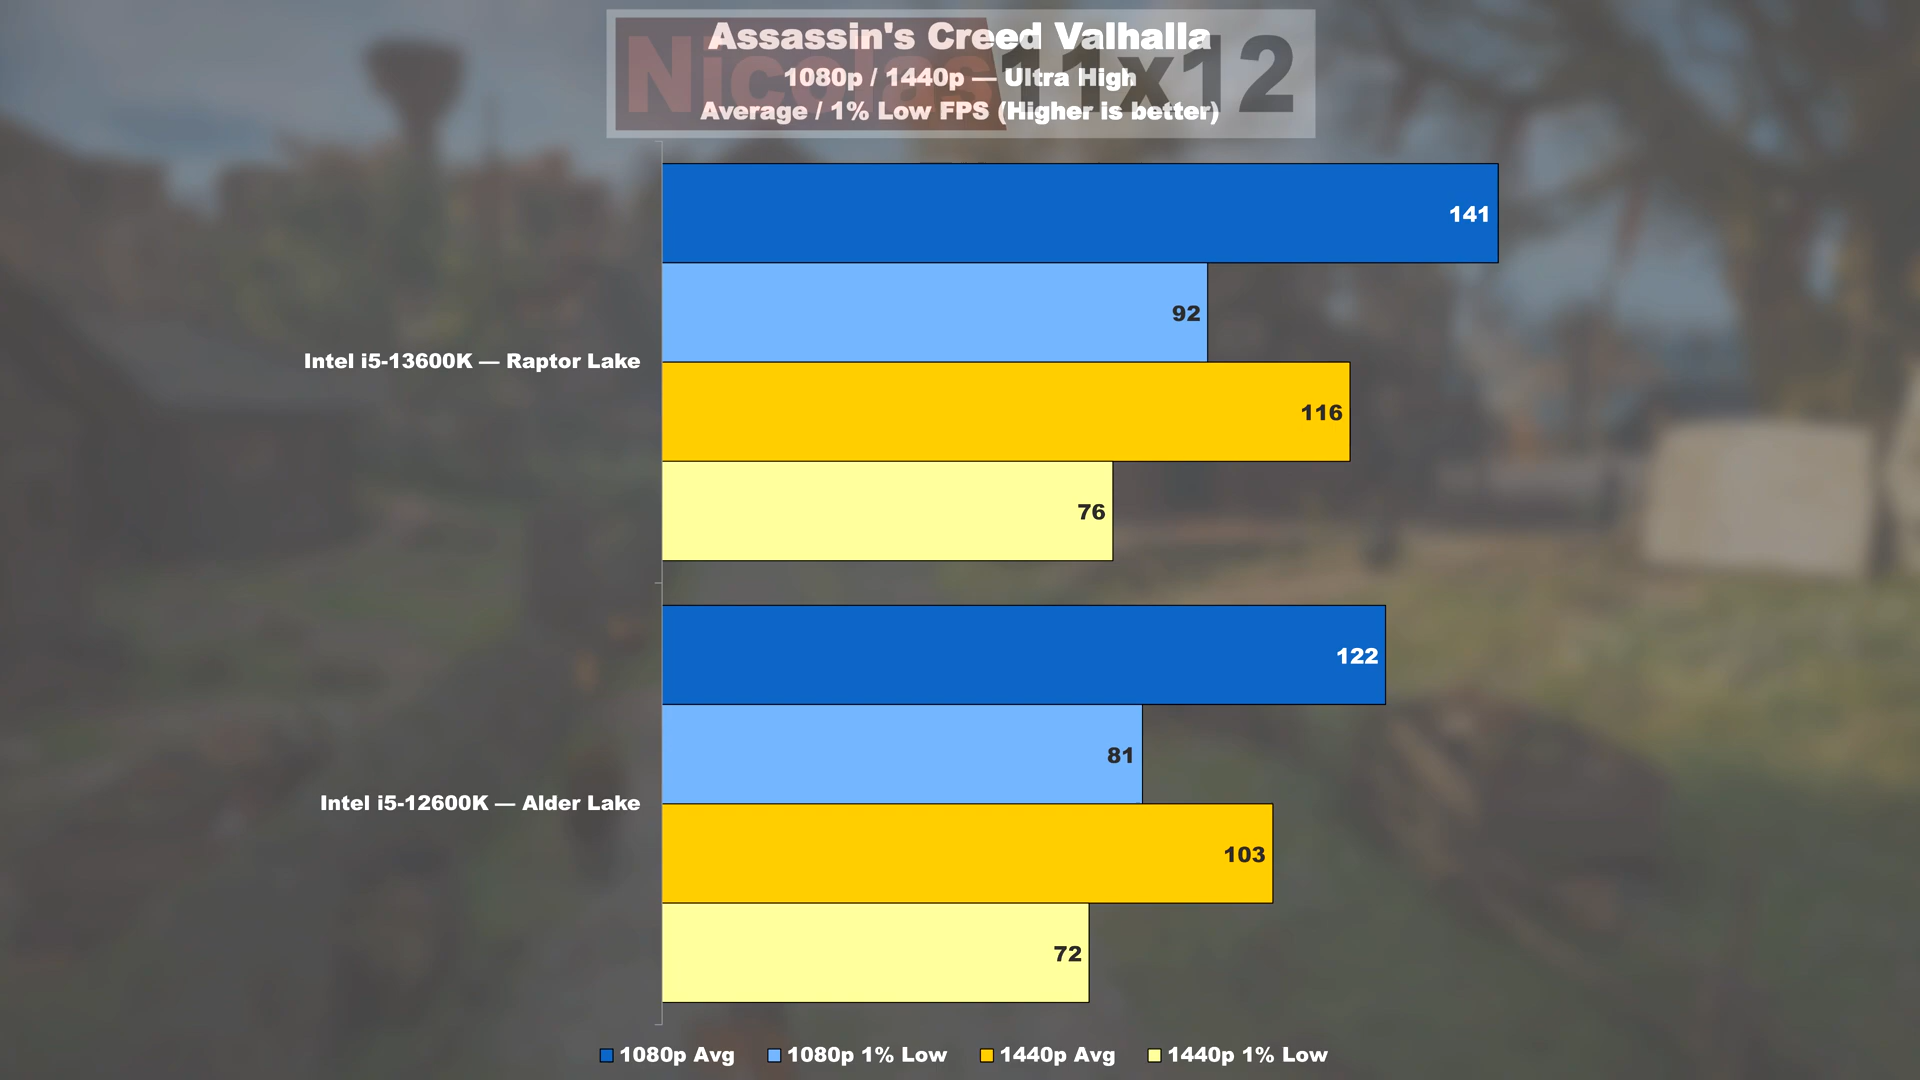 Nicolas11x12
Assassin's Creed Valhalla
1080p / 1440p — Ultra High
Average / 1% Low FPS (Higher is better)
141
92
Intel i5-13600K — Raptor Lake
116
76
122
81
Intel i5-12600K — Alder Lake
103
72
1080p Avg 1080p 1% Low 1440p Avg 1440p 1% Low